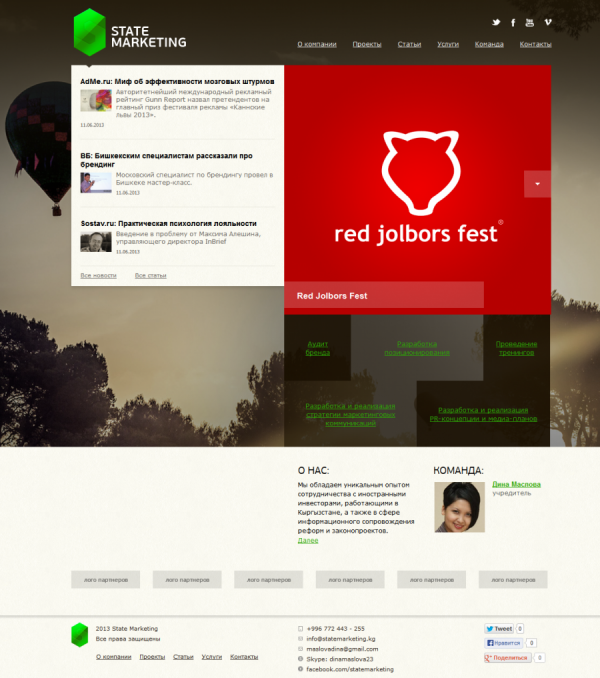 STATE
MARKETING
О компании Проекты Статьи Услуги Команда Контакты
AdMe.ru: Миф об эффективности мозговых штурмов
Авторитетнейший международный рекламный
рейтинг Gunn Report назвал претендентов на
главный приз фестиваля рекламы «Каннские
львы 2013».
11.06.2013
ВБ: Бишкекским специалистам рассказали про
брендинг
Московский специалист по брендингу провел в
Бишкеке мастер-класс.
11.06.2013
Sostav.ru: Практическая психология лояльности
Введение в проблему от Максима Алешина,
управляющего директора InBrief
11.06.2013
Все новости Все статьи
red jolbors fest®
Red Jolbors Fest
Аудит
бренда
Разработка
позиционирования
Проведение
тренингов
Разработка и реализация
стратегии маркетинговых
коммуникаций
Разработка и реализация
PR-концепции и медиа-планов
О НАС:
Мы обладаем уникальным опытом
сотрудничества с иностранными
инвесторами, работающими в
Кыргызстане, а также в сфере
информационного сопровождения
реформ и законопроектов.
Далее
КОМАНДА:
Дина Маслова
учредитель
лого партнеров лого партнеров лого партнеров лого партнеров лого партнеров лого партнеров
2013 State Marketing
Все права защищены
О компании Проекты Статьи Услуги Контакты
+996 772 443 - 255
info@statemarketing.kg
maslovadina@gmail.com
Skype: dinamaslova23
facebook.com/statemarketing
Tweet 0
Нравится 0
Поделиться 0